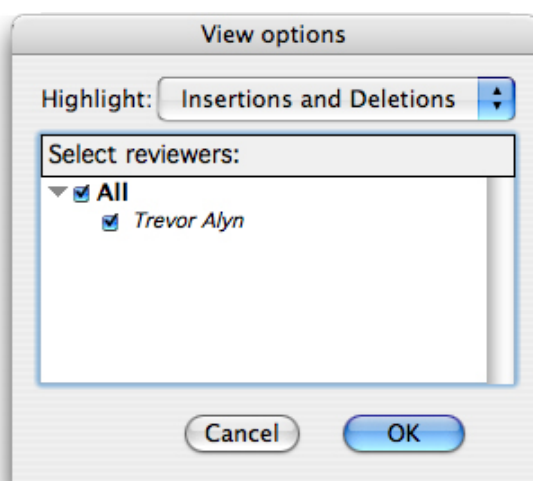 View options
Highlight: Insertions and Deletions
Select reviewers:
All
Trevor Alyn
Cancel OK